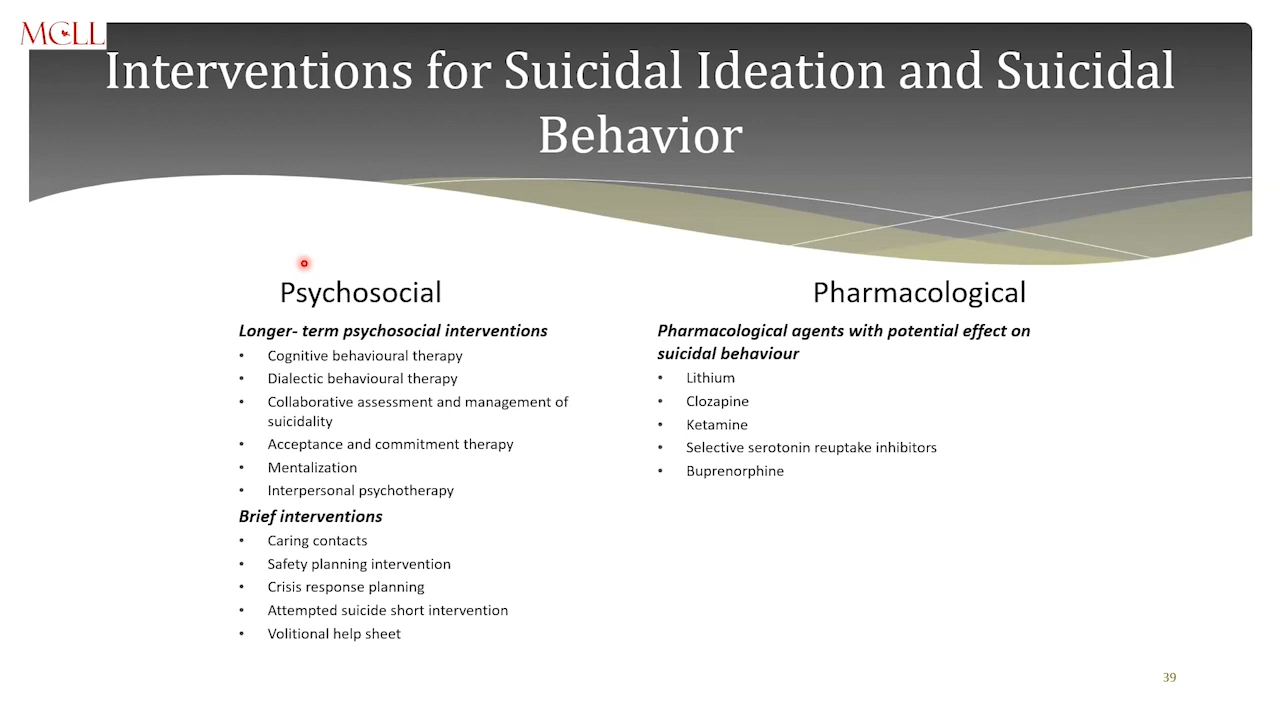 MCLL
Interventions for Suicidal Ideation and Suicidal
Behavior
Psychosocial
Longer- term psychosocial interventions
• Cognitive behavioural therapy
• Dialectic behavioural therapy
• Collaborative assessment and management of
suicidality
• Acceptance and commitment therapy
• Mentalization
• Interpersonal psychotherapy
Brief interventions
• Caring contacts
• Safety planning intervention
• Crisis response planning
• Attempted suicide short intervention
• Volitional help sheet
Pharmacological
Pharmacological agents with potential effect on
suicidal behaviour
• Lithium
• Clozapine
• Ketamine
• Selective serotonin reuptake inhibitors
• Buprenorphine
39